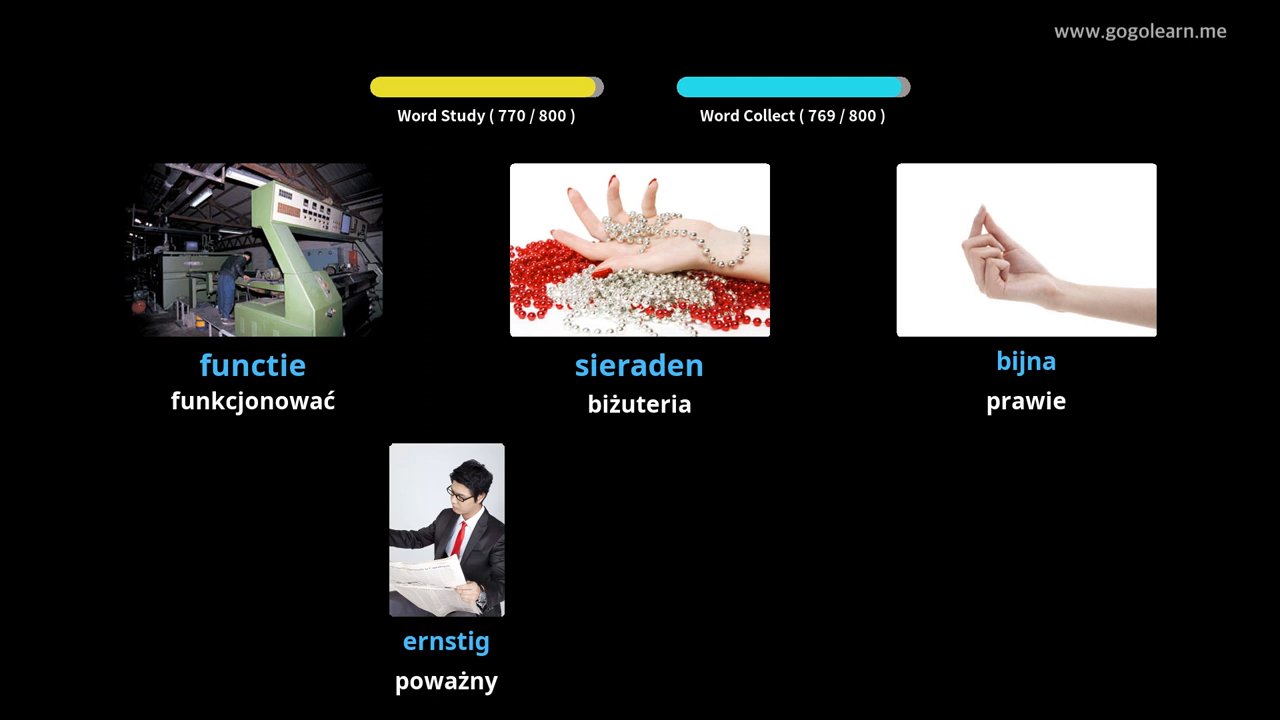 www.gogolearn.me
Word Study ( 770 / 800 )
Word Collect ( 769 / 800 )
functie
funkcjonować
sieraden
biżuteria
bijna
prawie
ernstig
poważny